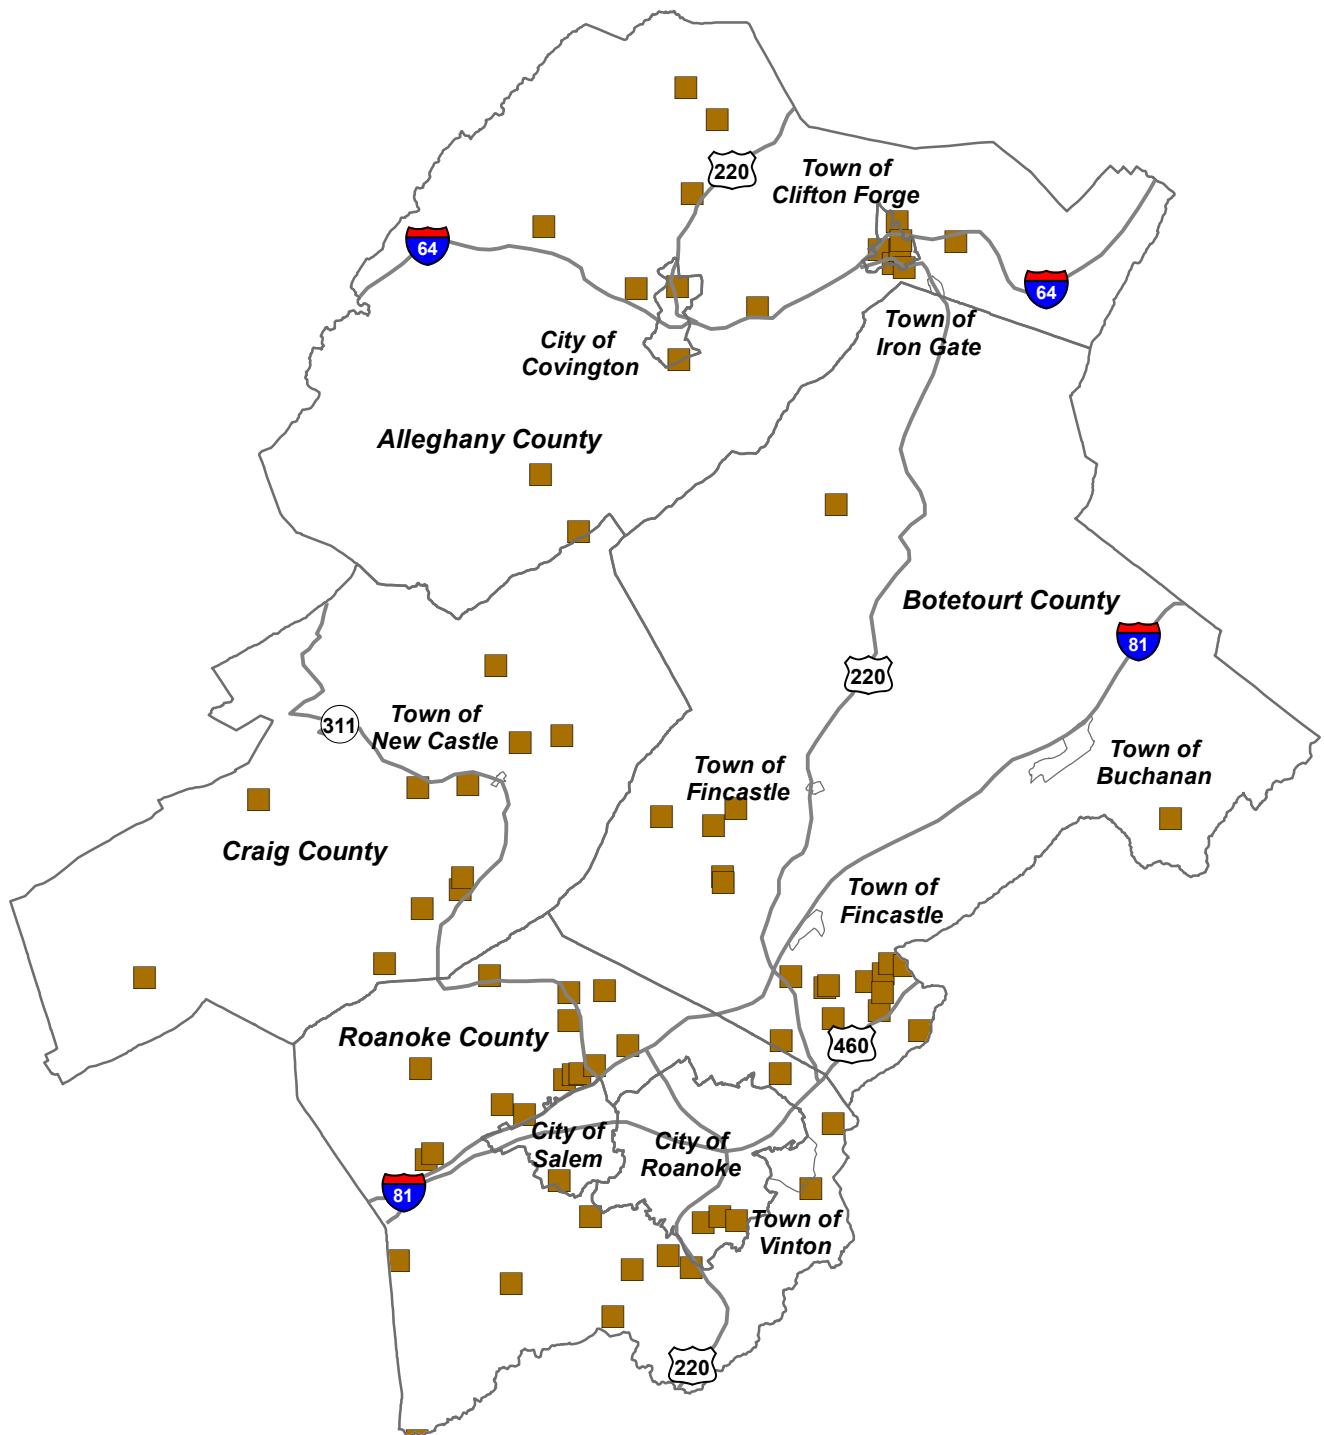 220
Town of
Clifton Forge
64
64
Town of
Iron Gate
City of
Covington
Alleghany County
Botetourt County
81
220
311
Town of
New Castle
Town of
Buchanan
Town of
Fincastle
Craig County
Town of
Fincastle
Roanoke County
460
City of
Salem
City of
Roanoke
81
Town of
Vinton
220